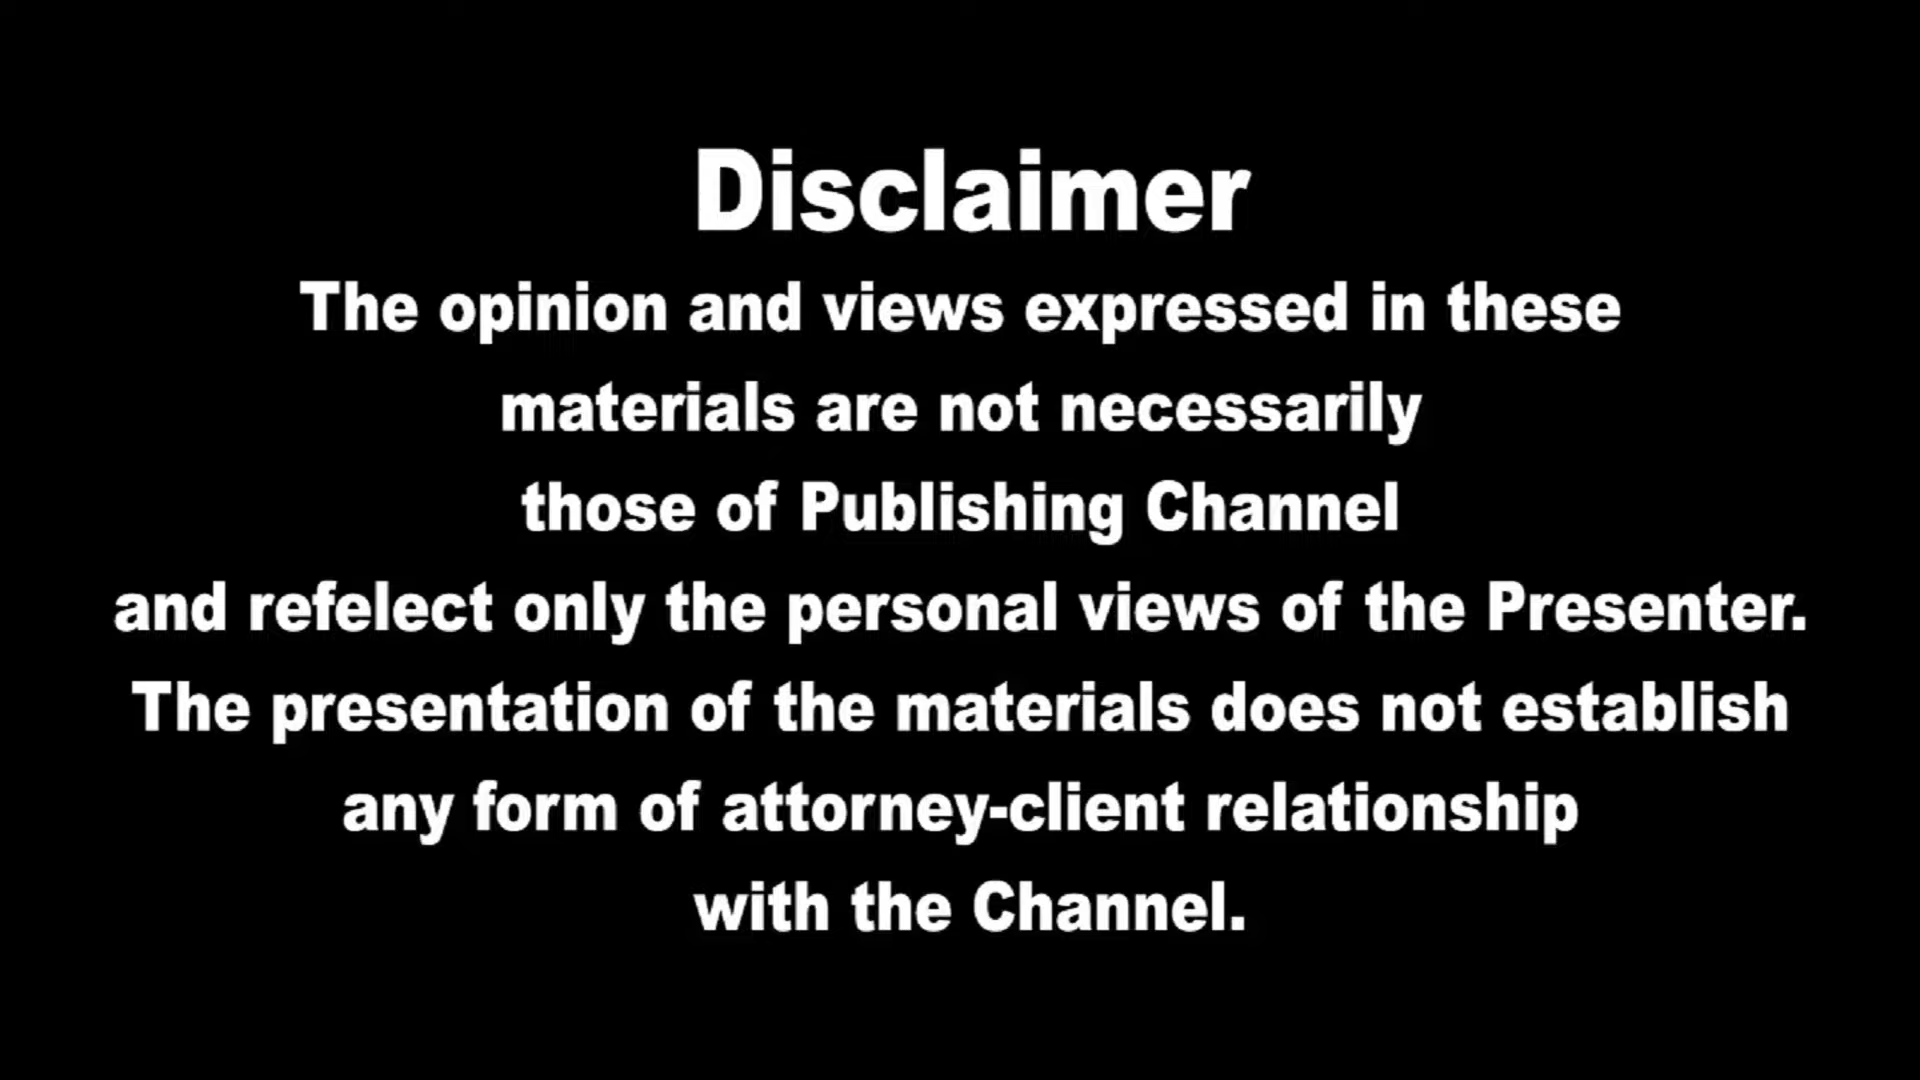 Disclaimer
The opinion and views expressed in these
materials are not necessarily
those of Publishing Channel
and refelect only the personal views of the Presenter.
The presentation of the materials does not establish
any form of attorney-client relationship
with the Channel.